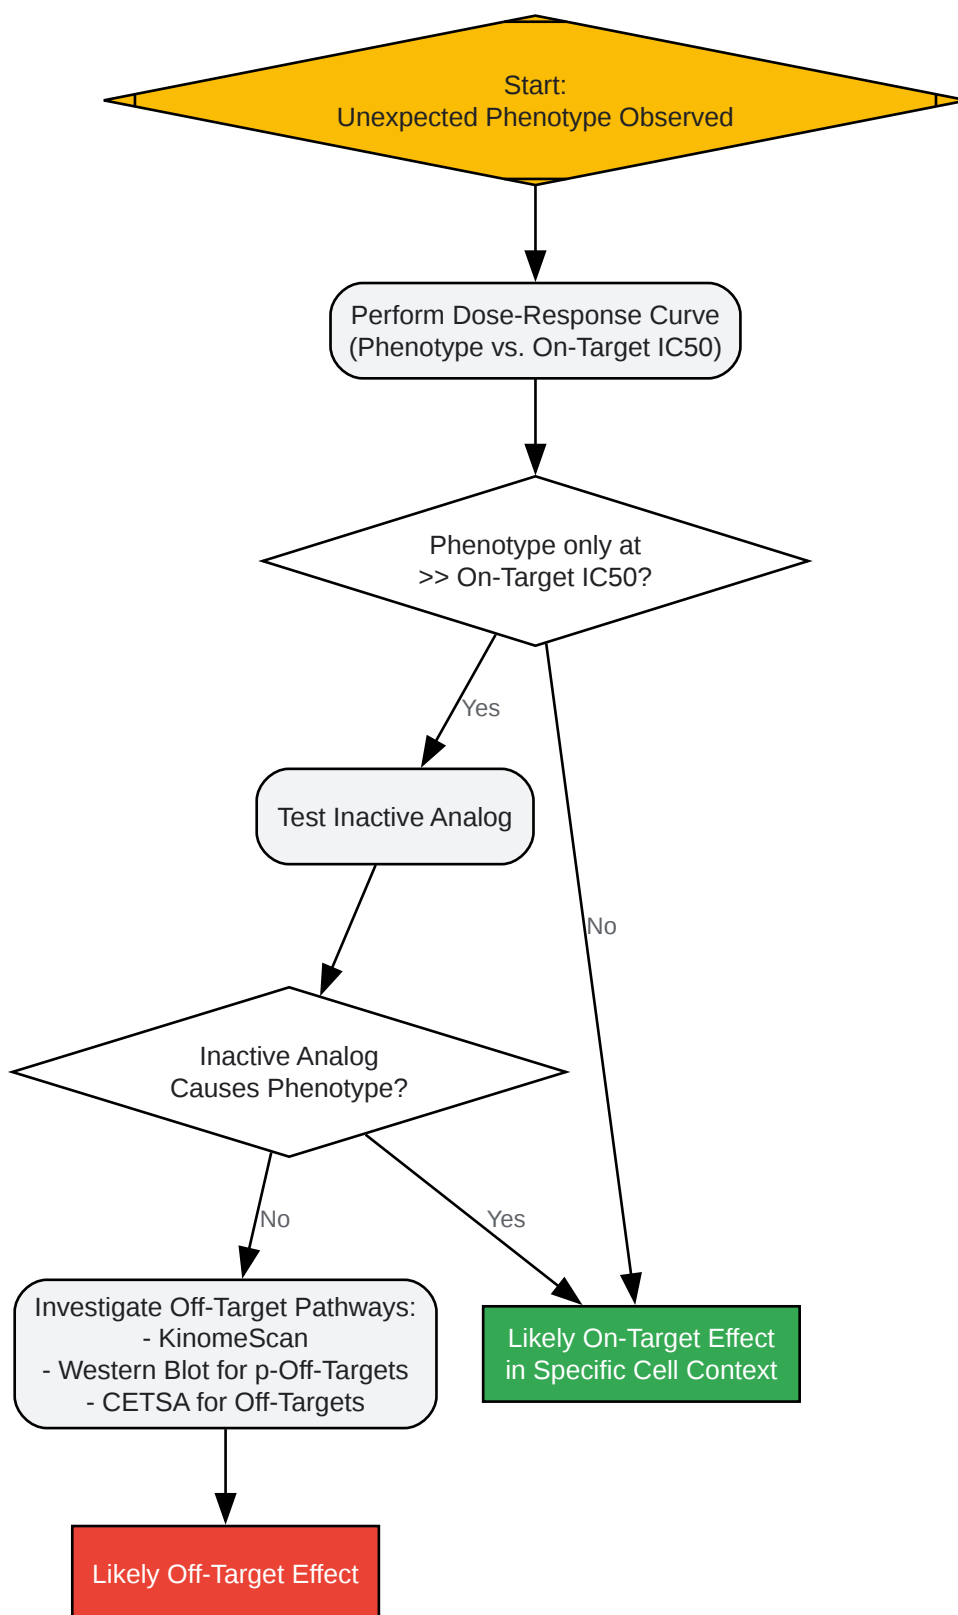 Start:
Unexpected Phenotype Observed
Perform Dose-Response Curve
(Phenotype vs. On-Target IC50)
Phenotype only at
>> On-Target IC50?
Yes
Test Inactive Analog
No
Inactive Analog
Causes Phenotype?
No
Yes
Investigate Off-Target Pathways:
- KinomeScan
- Western Blot for p-Off-Targets
- CETSA for Off-Targets
Likely On-Target Effect
in Specific Cell Context
Likely Off-Target Effect